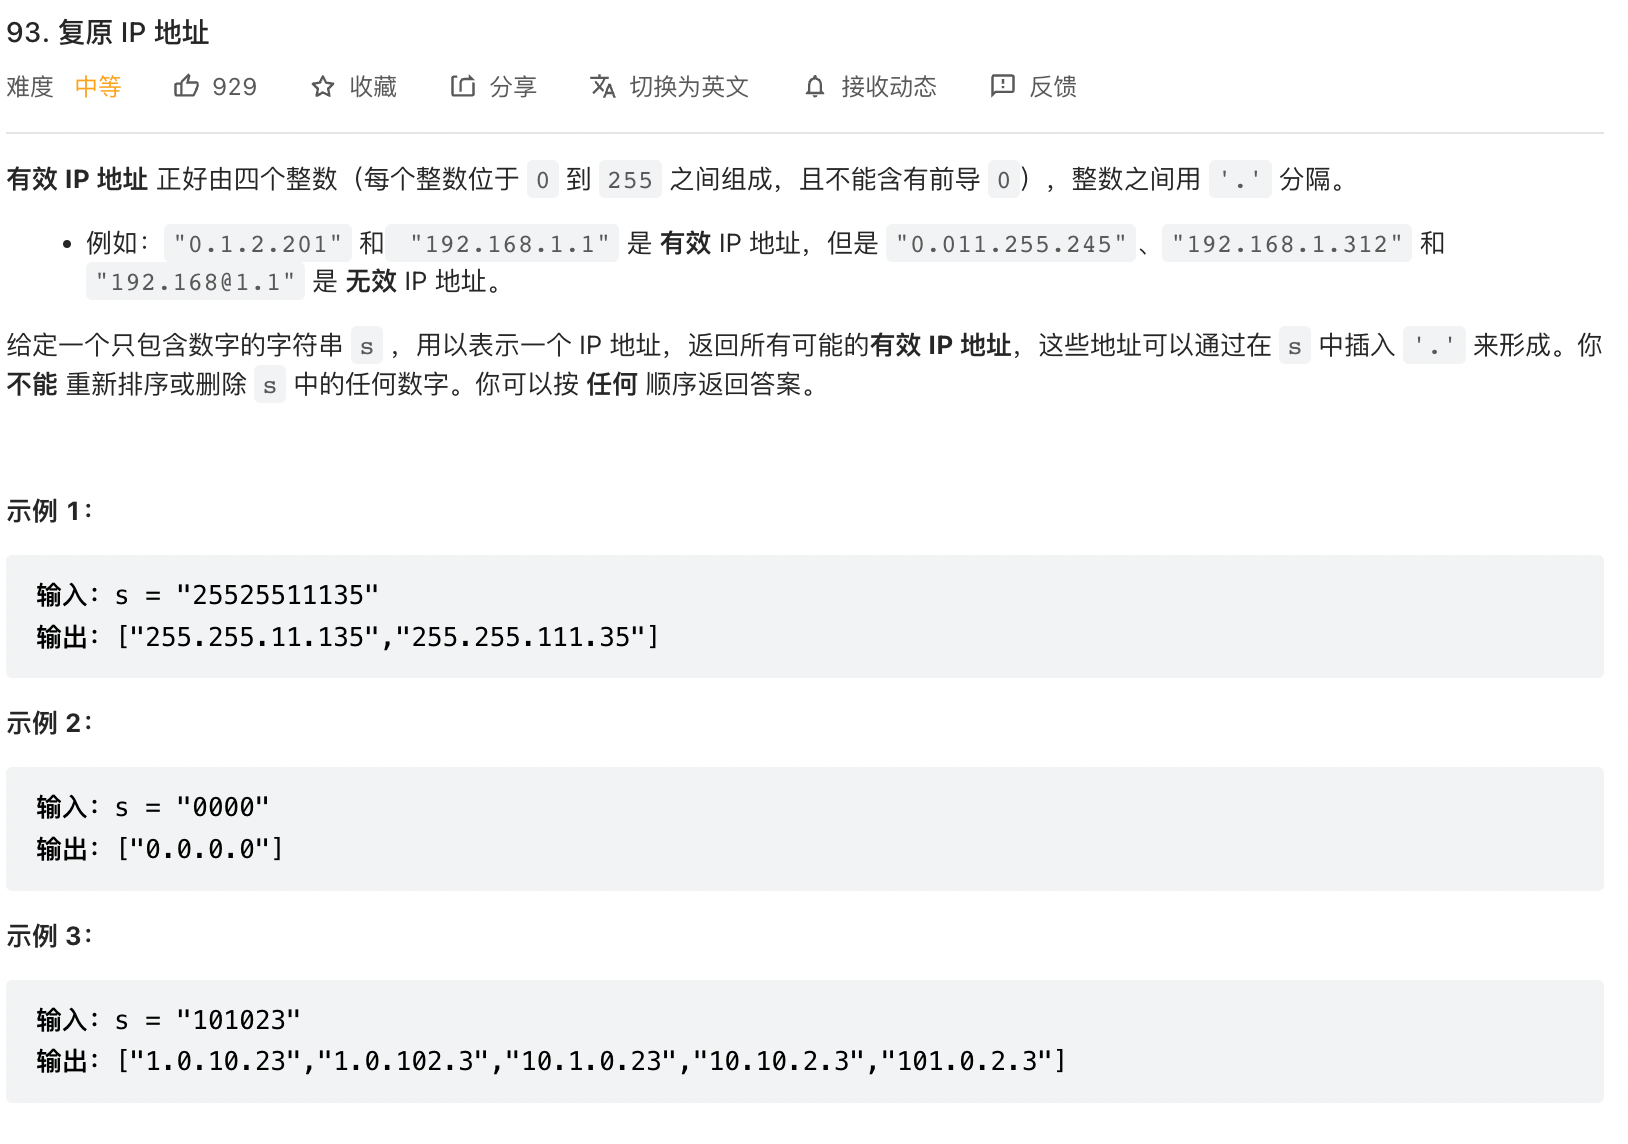 93. 复原 IP 地址
难度 中等 929 收藏 分享 切换为英文 接收动态 反馈
有效 IP 地址 正好由四个整数（每个整数位于 0 到 255 之间组成，且不能含有前导 0），整数之间用 '.' 分隔。
• 例如："0.1.2.201" 和 "192.168.1.1" 是 有效 IP 地址，但是 "0.011.255.245"、"192.168.1.312" 和
"192.168@1.1" 是 无效 IP 地址。
给定一个只包含数字的字符串 s ，用以表示一个 IP 地址，返回所有可能的有效 IP 地址，这些地址可以通过在 s 中插入 '.' 来形成。你
不能 重新排序或删除 s 中的任何数字。你可以按 任何 顺序返回答案。
示例 1：
输入：s = "25525511135"
输出：["255.255.11.135","255.255.111.35"]
示例 2：
输入：s = "0000"
输出：["0.0.0.0"]
示例 3：
输入：s = "101023"
输出：["1.0.10.23","1.0.102.3","10.1.0.23","10.10.2.3","101.0.2.3"]